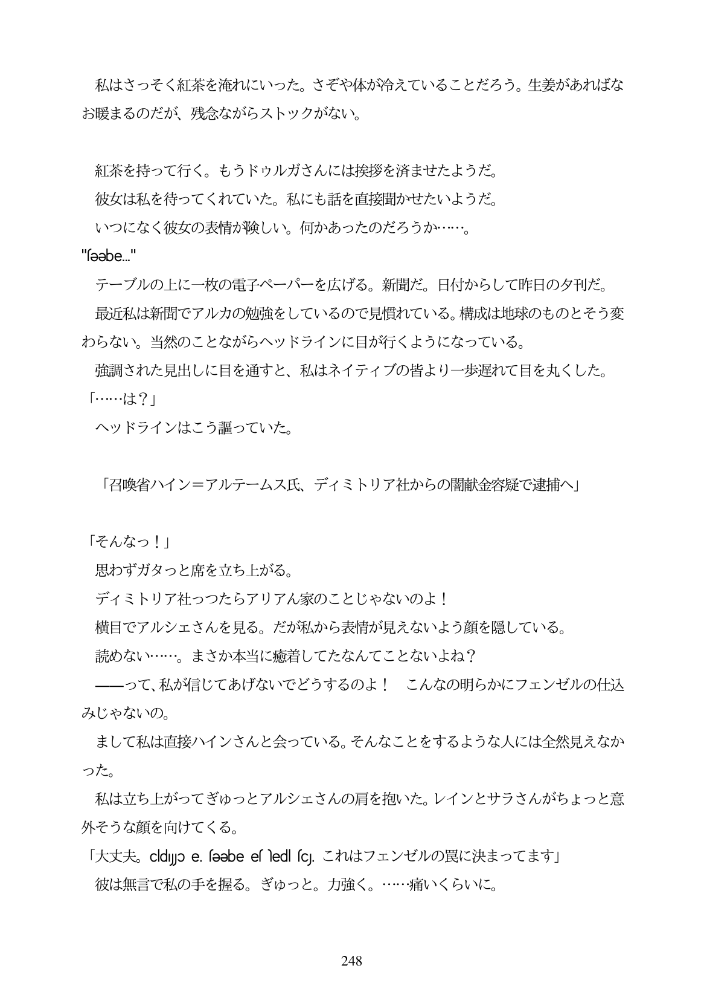 私はさっそく紅茶を淹れにいった。さぞや体が冷えていることだろう。生姜があればな
お暖まるのだが、残念ながらストックがない。
紅茶を持って行く。もうドゥルガさんには挨拶を済ませたようだ。
彼女は私を待ってくれていた。私にも話を直接聞かせたいようだ。
いつになく彼女の表情が険しい。何かあったのだろうか……。
テーブルの上に一枚の電子ペーパーを広げる。新聞だ。日付からして昨日の夕刊だ。
最近私は新聞でアルカの勉強をしているので見慣れている。構成は地球のものとそう変
わらない。当然のことながらヘッドラインに目が行くようになっている。
強調された見出しに目を通すと、私はネイティブの皆より一歩遅れて目を丸くした。
「……は？」
ヘッドラインはこう謳っていた。
「召喚省ハイン＝アルテームス氏、ディミトリア社からの闇献金容疑で逮捕へ」
「そんなっ！」
思わずガタっと席を立ち上がる。
ディミトリア社っつたらアリアん家のことじゃないのよ！
横目でアルシェさんを見る。だが私から表情が見えないよう顔を隠している。
読めない……。まさか本当に癒着してたなんてことないよね？
――って、私が信じてあげないでどうするのよ！　こんなの明らかにフェンゼルの仕込
みじゃないの。
まして私は直接ハインさんと会っている。そんなことをするような人には全然見えなか
った。
私は立ち上がってぎゅっとアルシェさんの肩を抱いた。レインとサラさんがちょっと意
外そうな顔を向けてくる。
「大丈夫。 これはフェンゼルの罠に決まってます」
彼は無言で私の手を握る。ぎゅっと。力強く。……痛いくらいに。
248